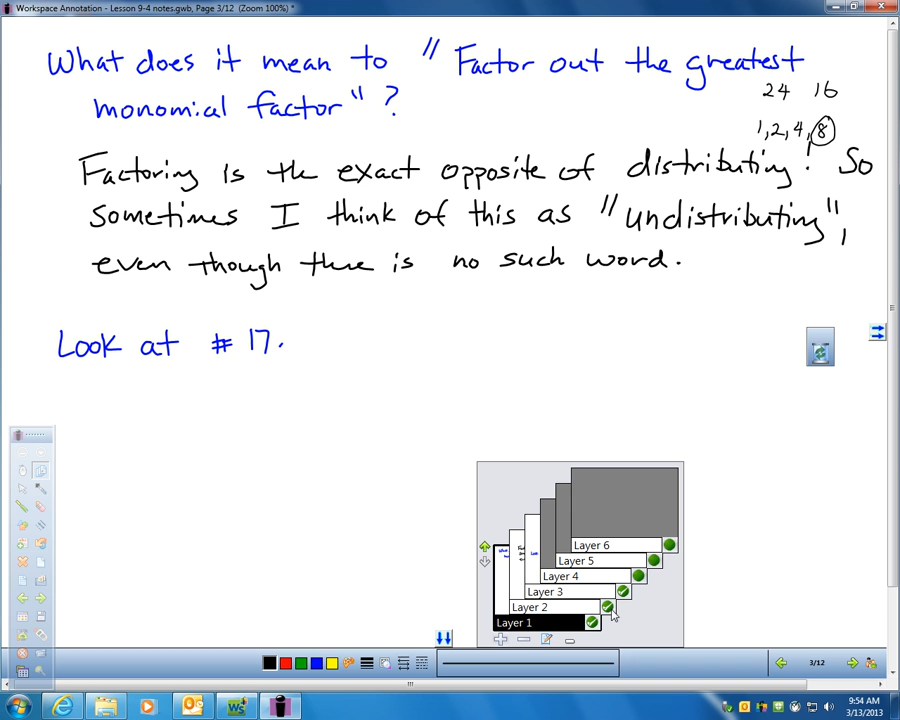 Workspace Annotation - Lesson 9-4 notes.gwb, Page 3/12 (Zoom 100%) *
What does it mean to "Factor out the greatest
monomial factor"?
24 16
1, 2, 4, 8
Factoring is the exact opposite of distributing! So
sometimes I think of this as "undistributing",
even though there is no such word.
Look at #17.
Layer 6
Layer 5
Layer 4
Layer 3
Layer 2
Layer 1
3/12
9:54 AM
3/13/2013